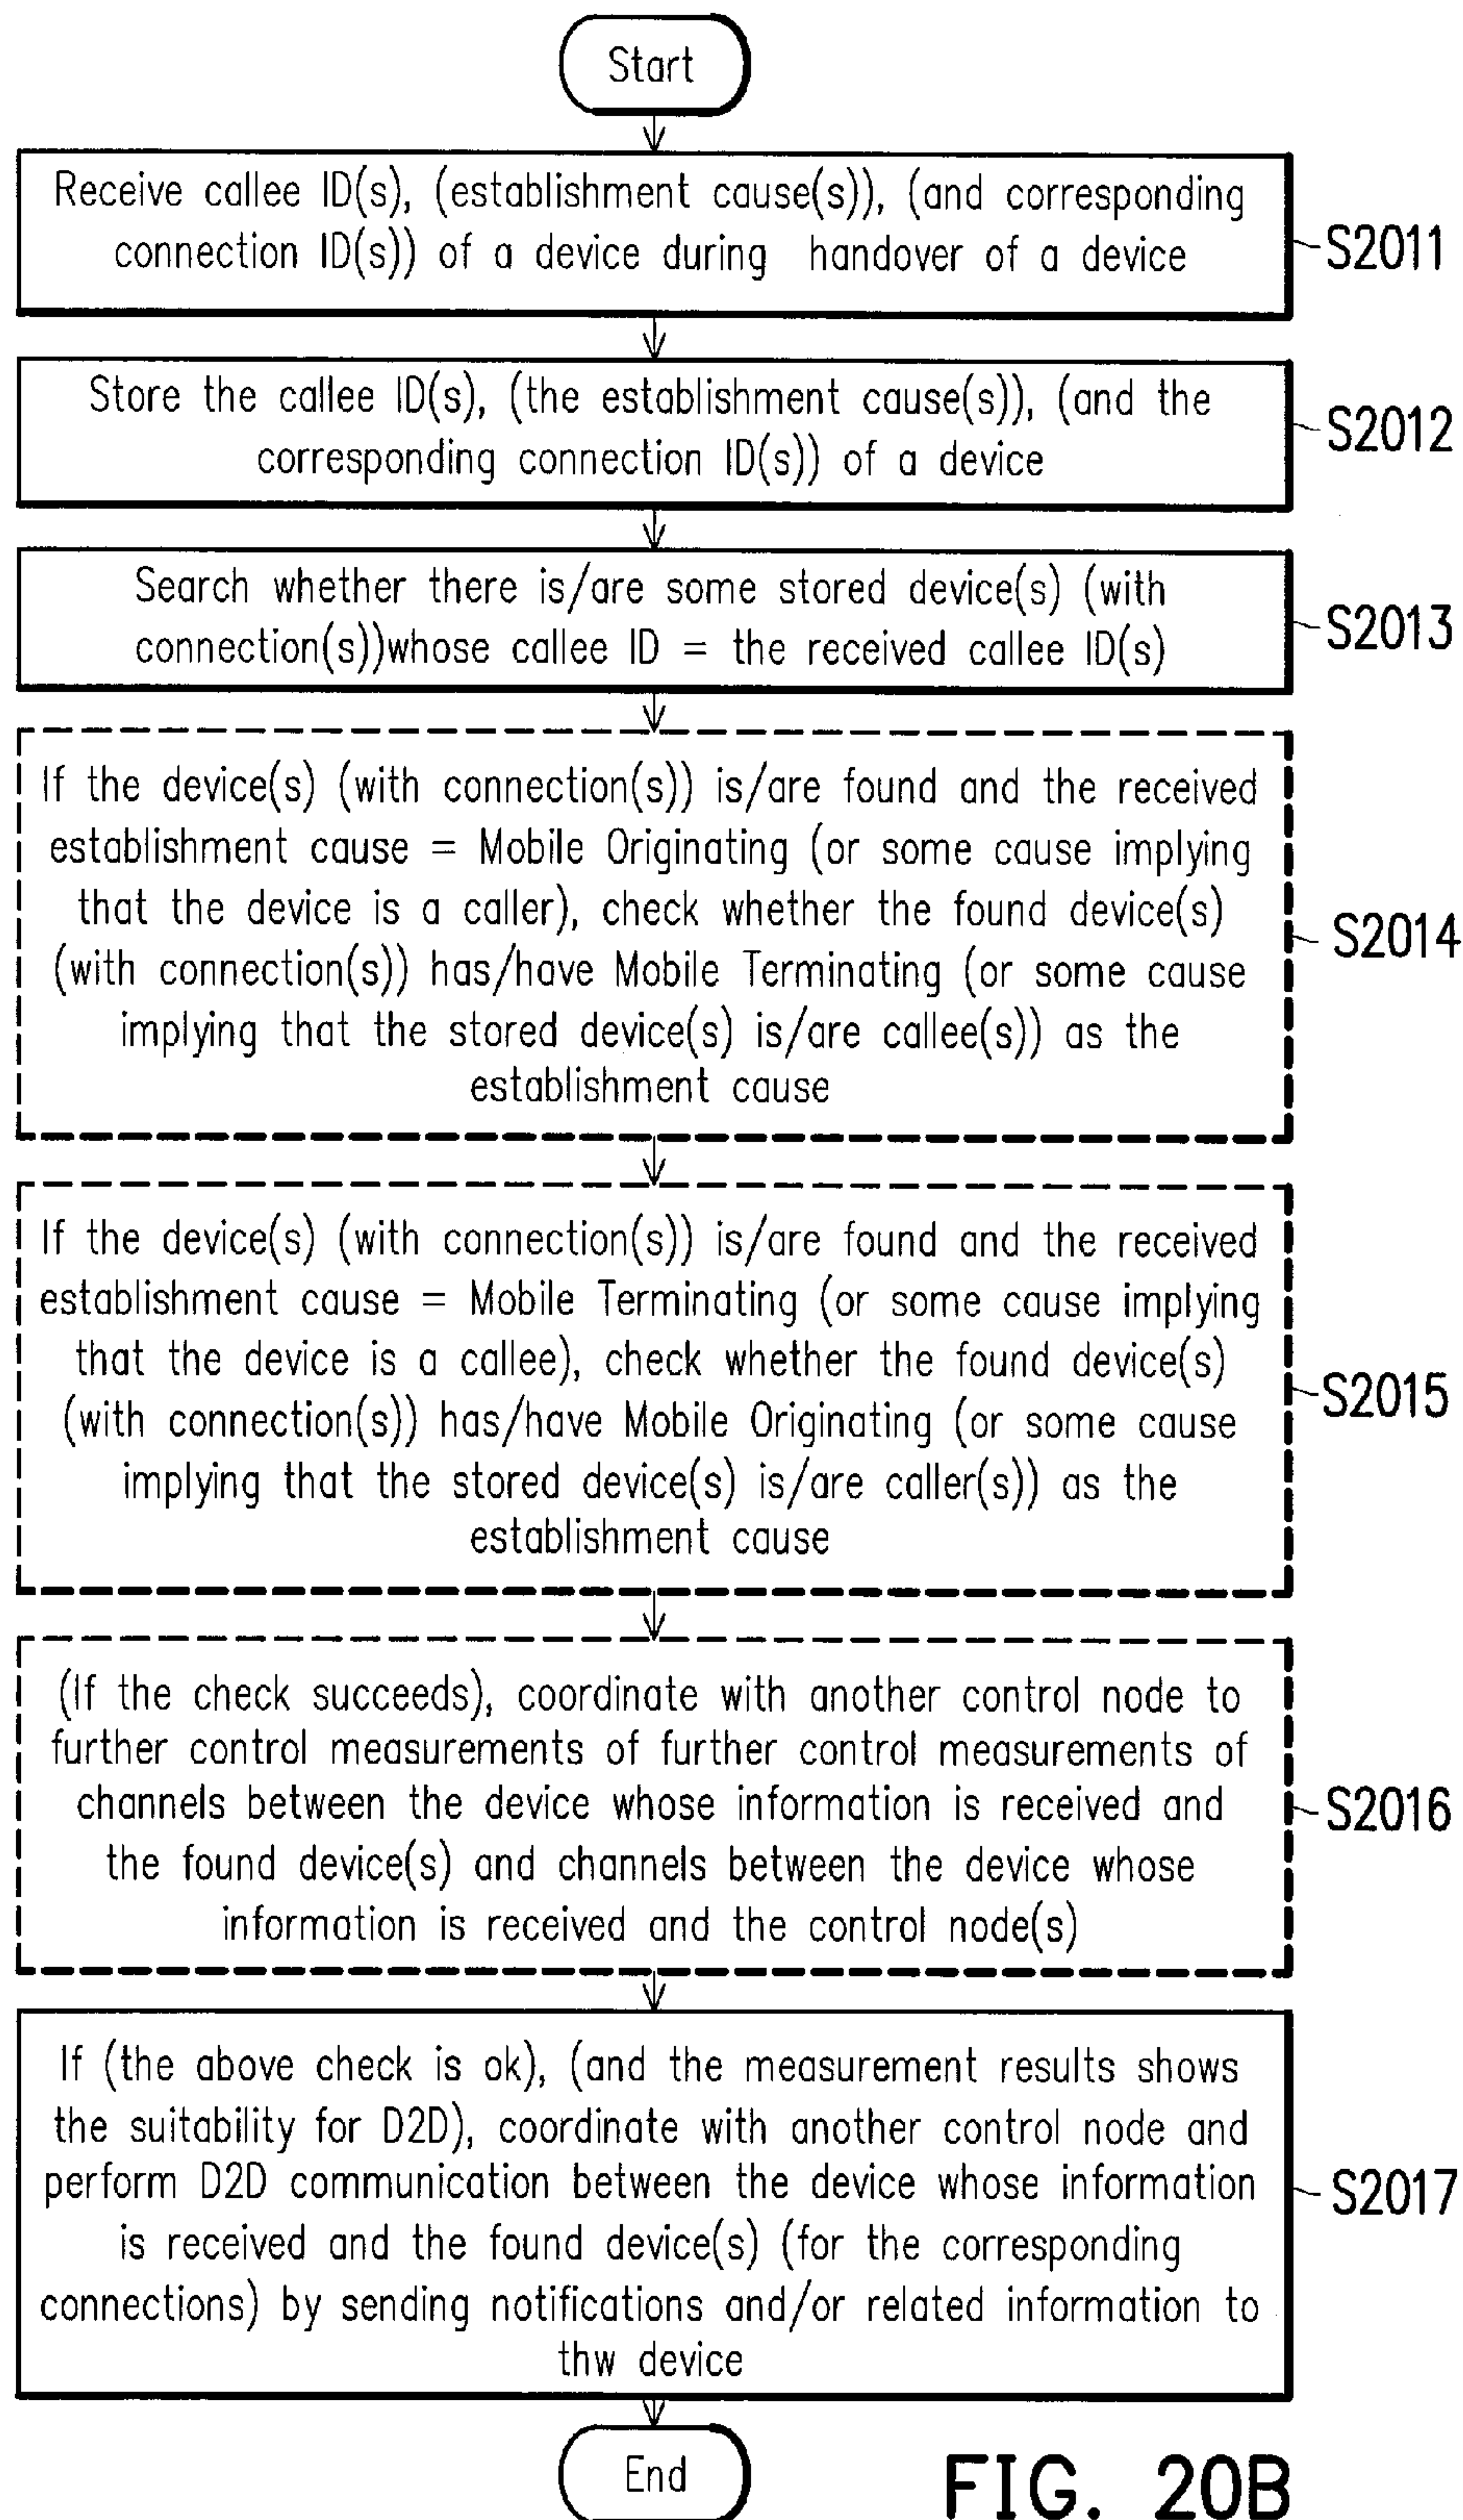 Start
Receive callee ID(s), (establishment cause(s)), (and corresponding
connection ID(s)) of a device during handover of a device
S2011
Store the callee ID(s), (the establishment cause(s)), (and the
corresponding connection ID(s)) of a device
S2012
Search whether there is/are some stored device(s) (with
connection(s))whose callee ID = the received callee ID(s)
S2013
If the device(s) (with connection(s)) is/are found and the received
establishment cause = Mobile Originating (or some cause implying
that the device is a caller), check whether the found device(s)
(with connection(s)) has/have Mobile Terminating (or some cause
implying that the stored device(s) is/are callee(s)) as the
establishment cause
S2014
If the device(s) (with connection(s)) is/are found and the received
establishment cause = Mobile Terminating (or some cause implying
that the device is a callee), check whether the found device(s)
(with connection(s)) has/have Mobile Originating (or some cause
implying that the stored device(s) is/are caller(s)) as the
establishment cause
S2015
(If the check succeeds), coordinate with another control node to
further control measurements of further control measurements of
channels between the device whose information is received and
the found device(s) and channels between the device whose
information is received and the control node(s)
S2016
If (the above check is ok), (and the measurement results shows
the suitability for D2D), coordinate with another control node and
perform D2D communication between the device whose information
is received and the found device(s) (for the corresponding
connections) by sending notifications and/or related information to
thw device
S2017
End
FIG. 20B